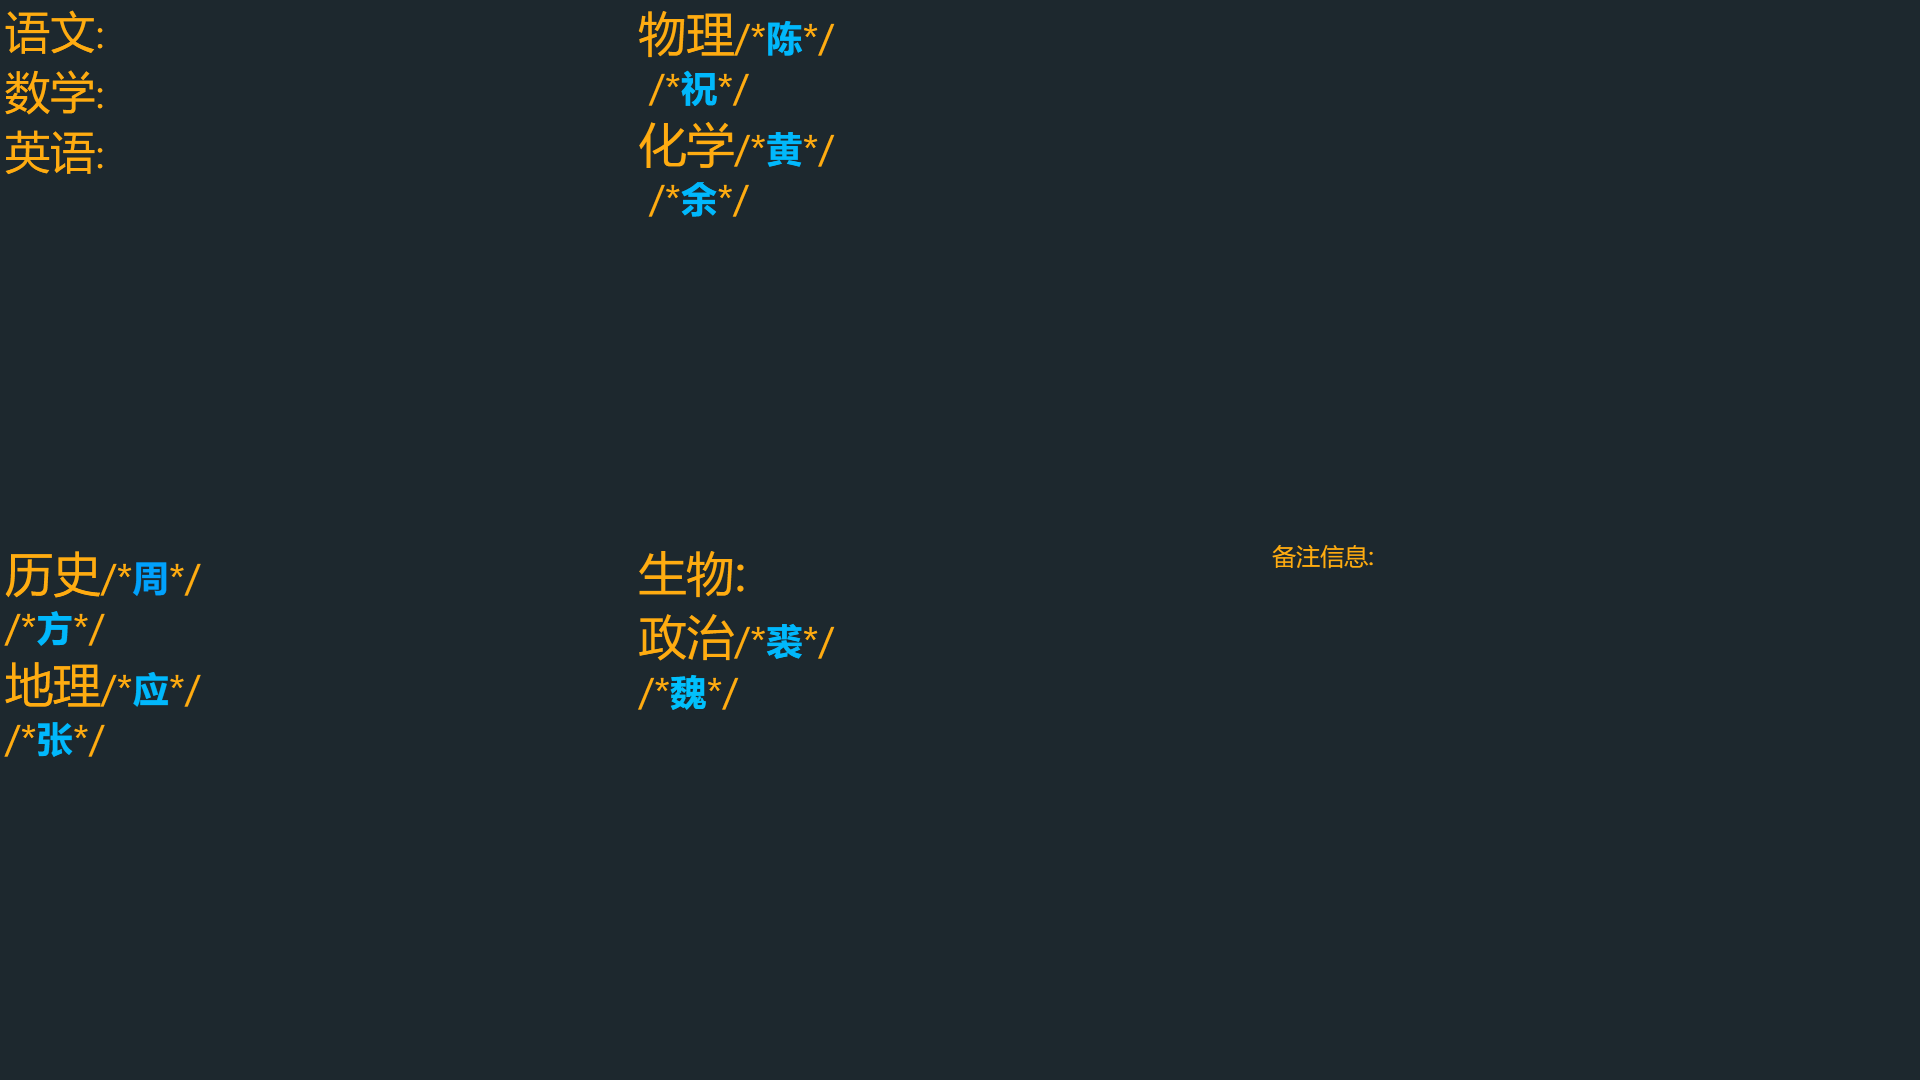 语文:
数学:
英语:
物理/*陈*/
/*祝*/
化学/*黄*/
/*余*/
历史/*周*/
/*方*/
地理/*应*/
/*张*/
生物:
政治/*裘*/
/*魏*/
备注信息: